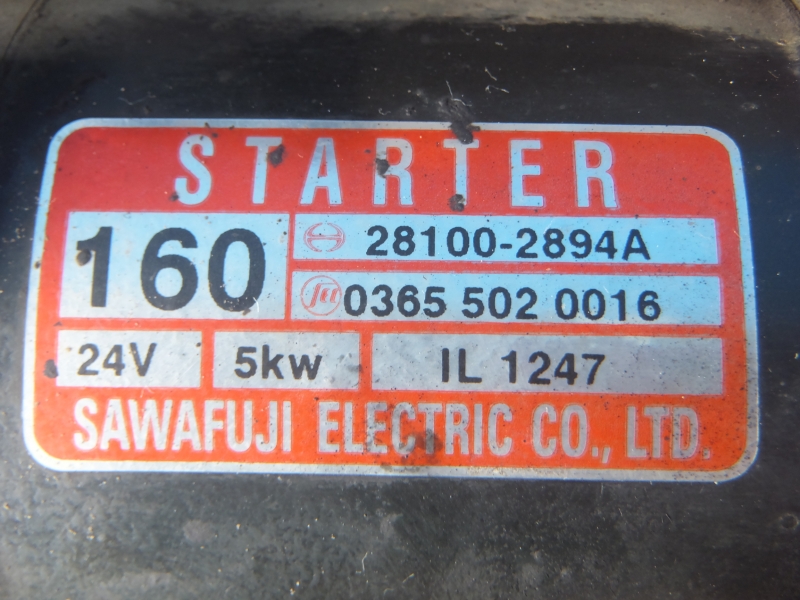 STARTER
160
28100-2894A
0365 502 0016
24V 5kw IL 1247
SAWAFUJI ELECTRIC CO., LTD.